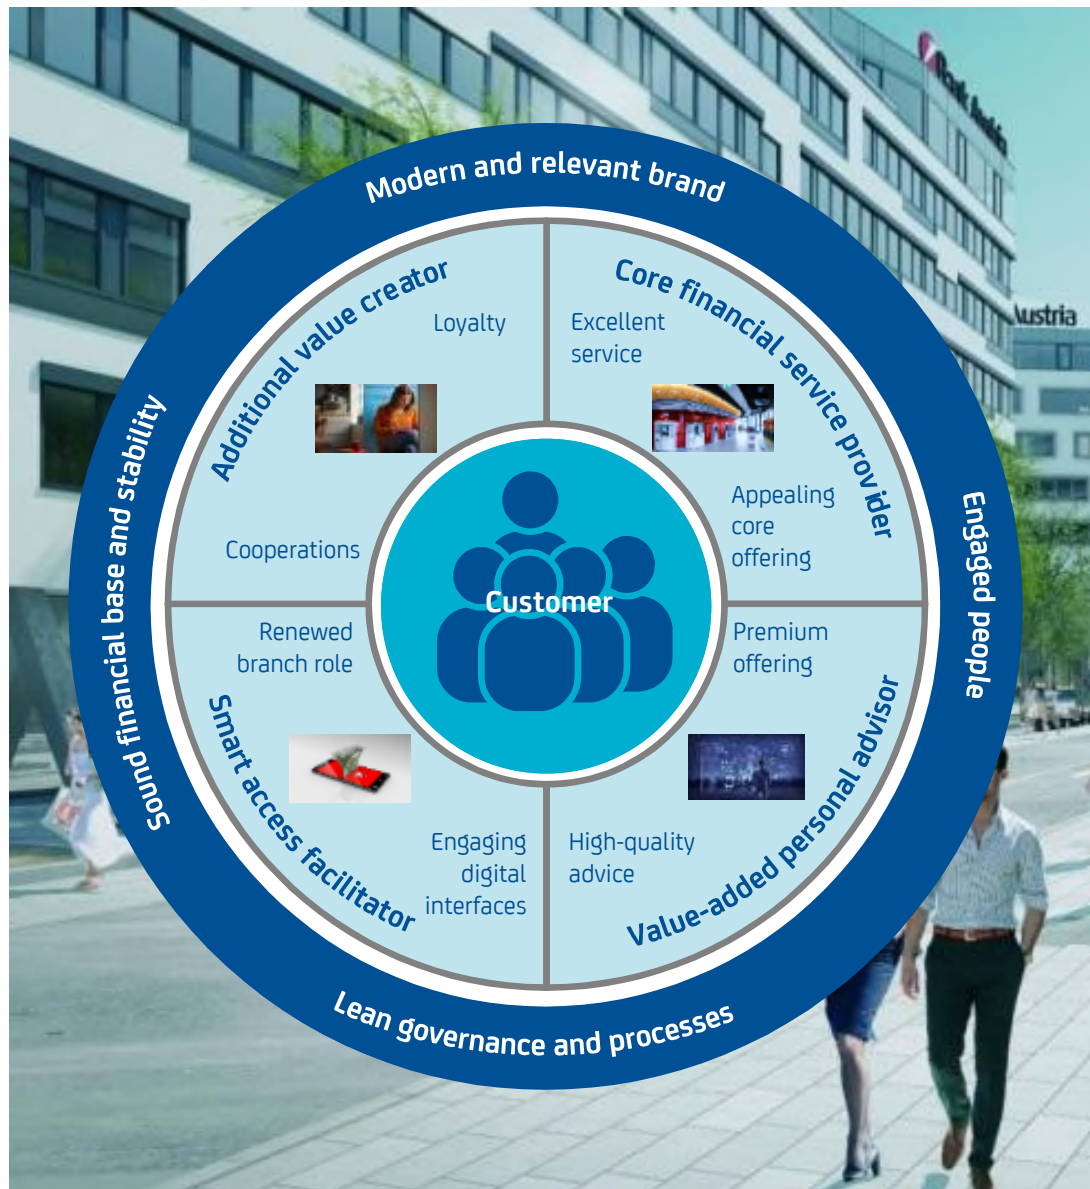 Bank Austria
Austria
Modern and relevant brand
Additional value creator
Core financial service provider
Loyalty
Excellent
service
Sound financial base and stability
Engaged people
Appealing
core
offering
Cooperations
Customer
Renewed
branch role
Premium
offering
Smart access facilitator
Value-added personal advisor
Engaging
digital
interfaces
High-quality
advice
Lean governance and processes